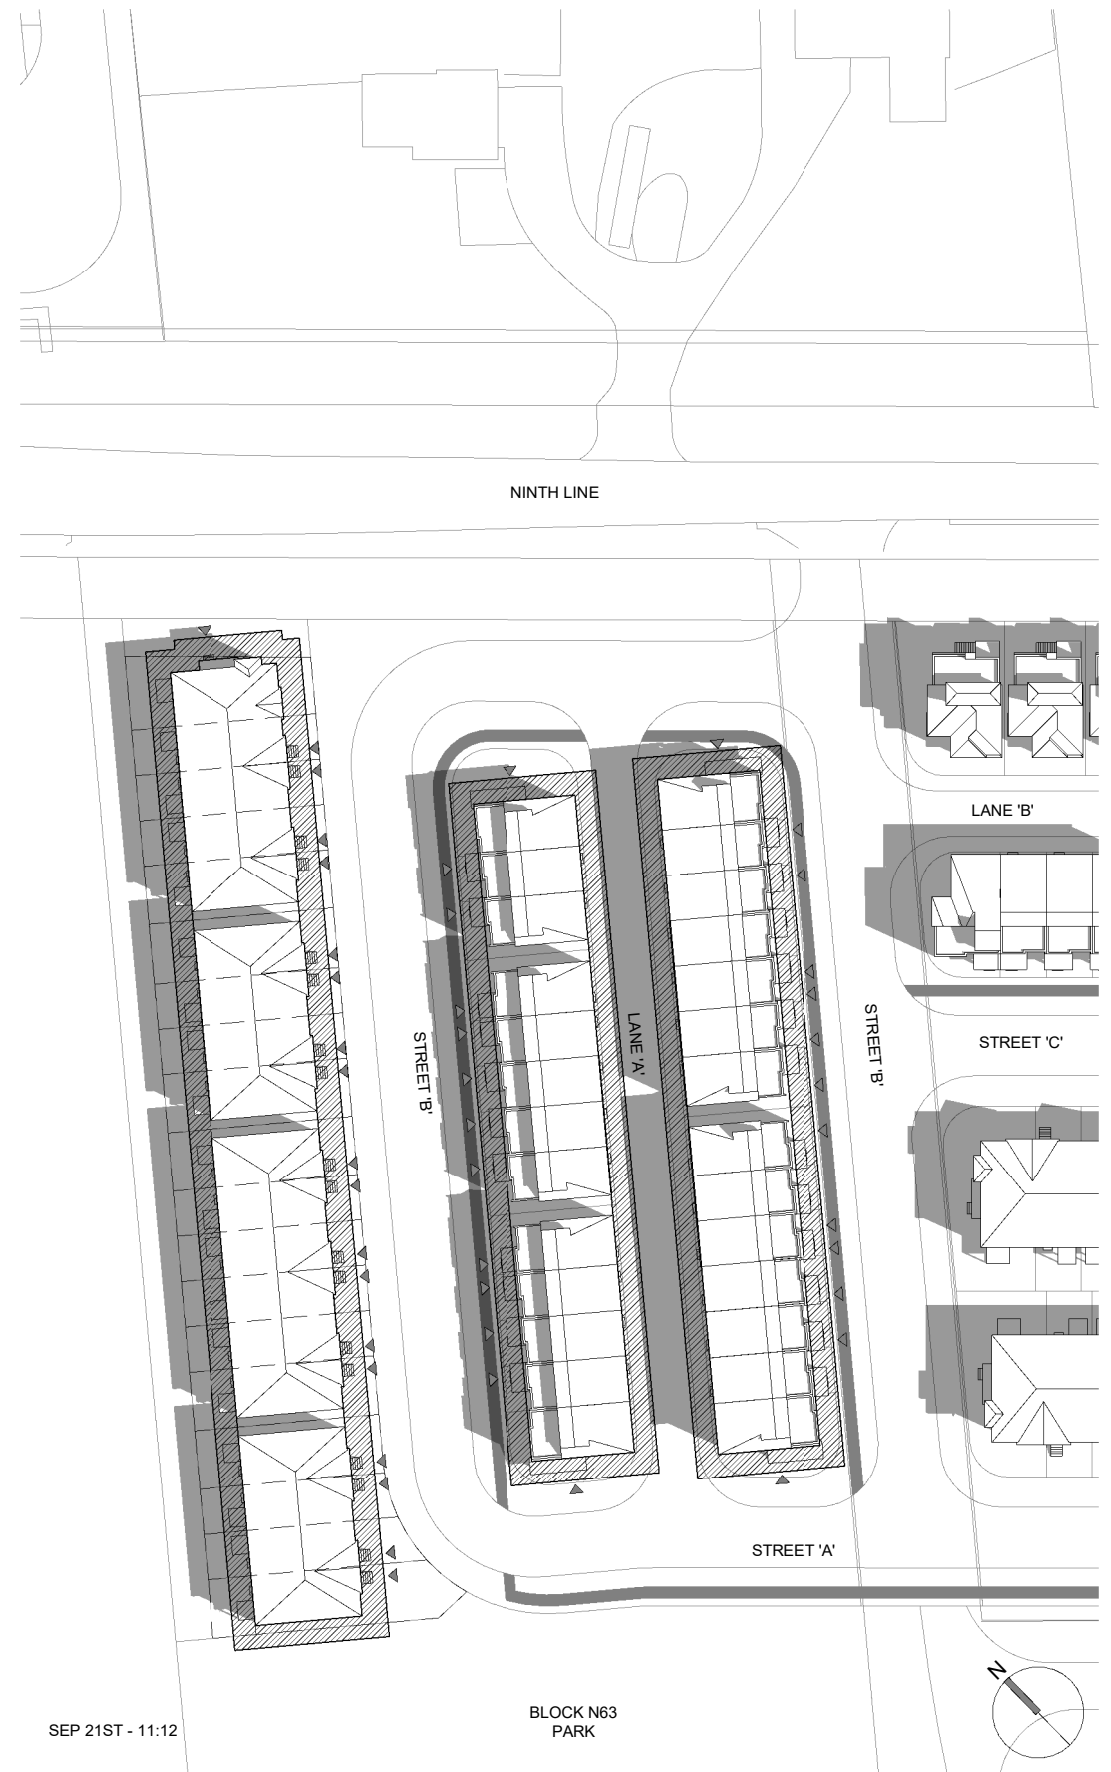 NINTH LINE
LANE 'B'
STREET 'B'
LANE 'A'
STREET 'B'
STREET 'C'
STREET 'A'
N
BLOCK N63
PARK
SEP 21ST - 11:12